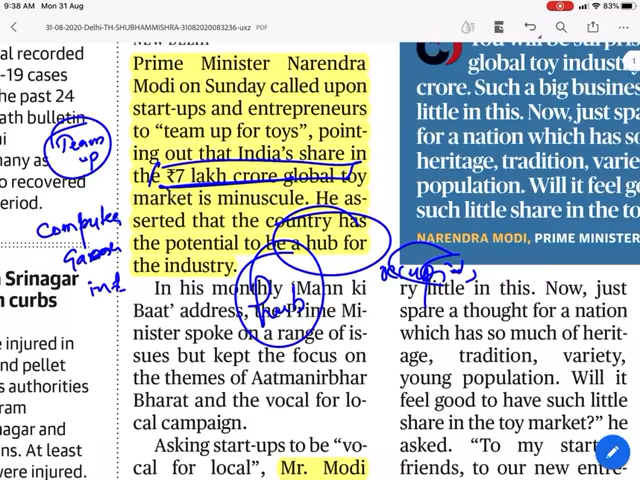 9:38 AM Mon 31 Aug
83%
31-08-2020-Delhi-TH-SHUBHAMMISHRA-31082020083236-uxz PDF
al recorded
-19 cases
he past 24
ath bulletin
hi
many as
o recovered
eriod.
Team
up
Computer
Games
ind
Srinagar
n curbs
e injured in
and pellet
s authorities
ram
nagar and
ns. At least
were injured.
NEW DELHI
Prime Minister Narendra
Modi on Sunday called upon
start-ups and entrepreneurs
to “team up for toys”, point-
ing out that India’s share in
the ₹7 lakh crore global toy
market is minuscule. He as-
serted that the country has
the potential to be a hub for
the industry.
In his monthly ‘Mann ki
Baat’ address, the Prime Mi-
nister spoke on a range of is-
sues but kept the focus on
the themes of Aatmanirbhar
Bharat and the vocal for lo-
cal campaign.
Asking start-ups to be “vo-
cal for local”, Mr. Modi
You will be surpris
global toy industry
crore. Such a big busines
little in this. Now, just spa
for a nation which has so
heritage, tradition, varie
population. Will it feel go
such little share in the to
NARENDRA MODI, PRIME MINISTER
1
ry little in this. Now, just
spare a thought for a nation
which has so much of herit-
age, tradition, variety,
young population. Will it
feel good to have such little
share in the toy market?” he
asked. “To my start
friends, to our new entre-